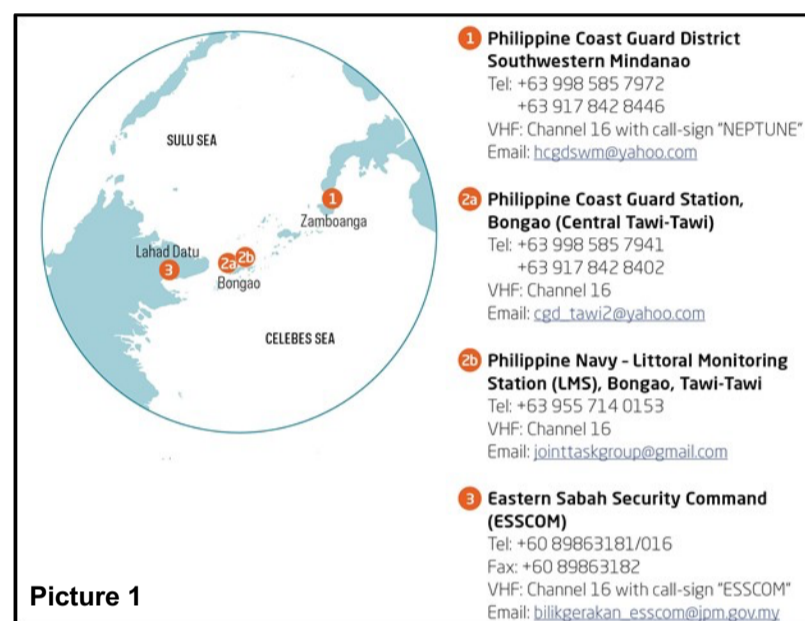 SULU SEA
1
Zamboanga
Lahad Datu
3
2a
2b
Bongao
CELEBES SEA
1 Philippine Coast Guard District
Southwestern Mindanao
Tel: +63 998 585 7972
+63 917 842 8446
VHF: Channel 16 with call-sign "NEPTUNE"
Email: hcgdswm@yahoo.com
2a Philippine Coast Guard Station,
Bongao (Central Tawi-Tawi)
Tel: +63 998 585 7941
+63 917 842 8402
VHF: Channel 16
Email: cgd_tawi2@yahoo.com
2b Philippine Navy - Littoral Monitoring
Station (LMS), Bongao, Tawi-Tawi
Tel: +63 955 714 0153
VHF: Channel 16
Email: jointtaskgroup@gmail.com
3 Eastern Sabah Security Command
(ESSCOM)
Tel: +60 89863181/016
Fax: +60 89863182
VHF: Channel 16 with call-sign "ESSCOM"
Email: bilikgerakan_esscom@jpm.gov.my
Picture 1